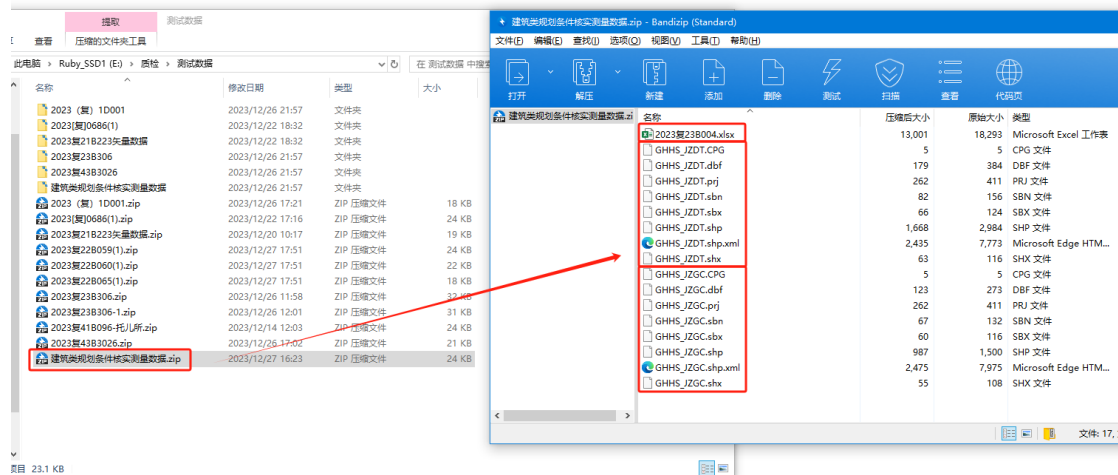 提取
测试数据
查看
压缩的文件夹工具
此电脑 > Ruby_SSD1 (E:) > 质检 > 测试数据
在 测试数据 中搜索
名称 修改日期 类型 大小
2023（复）1D001 2023/12/26 21:57 文件夹
2023[复]0686(1) 2023/12/22 18:32 文件夹
2023复21B223矢量数据 2023/12/22 18:32 文件夹
2023复23B306 2023/12/26 21:57 文件夹
2023复43B3026 2023/12/26 21:57 文件夹
建筑类规划条件核实测量数据 2023/12/26 21:57 文件夹
2023（复）1D001.zip 2023/12/26 17:21 ZIP 压缩文件 18 KB
2023[复]0686(1).zip 2023/12/22 17:16 ZIP 压缩文件 24 KB
2023复21B223矢量数据.zip 2023/12/20 10:17 ZIP 压缩文件 19 KB
2023复22B059(1).zip 2023/12/27 17:51 ZIP 压缩文件 24 KB
2023复22B060(1).zip 2023/12/27 17:51 ZIP 压缩文件 22 KB
2023复22B065(1).zip 2023/12/27 17:51 ZIP 压缩文件 18 KB
2023复23B306.zip 2023/12/26 11:58 ZIP 压缩文件 32 KB
2023复23B306-1.zip 2023/12/26 12:01 ZIP 压缩文件 31 KB
2023复41B096-托儿所.zip 2023/12/14 12:03 ZIP 压缩文件 24 KB
2023复43B3026.zip 2023/12/26 17:02 ZIP 压缩文件 21 KB
建筑类规划条件核实测量数据.zip 2023/12/27 16:23 ZIP 压缩文件 24 KB
项目 23.1 KB
建筑类规划条件核实测量数据.zip - Bandizip (Standard)
文件(F) 编辑(E) 查找(I) 选项(O) 视图(V) 工具(T) 帮助(H)
打开 解压 新建 添加 删除 测试 扫描 查看 代码页
建筑类规划条件核实测量数据.zi
名称 压缩后大小 原始大小 类型
2023复23B004.xlsx 13,001 18,293 Microsoft Excel 工作表
GHHS_JZDT.CPG 5 5 CPG 文件
GHHS_JZDT.dbf 179 384 DBF 文件
GHHS_JZDT.prj 262 411 PRJ 文件
GHHS_JZDT.sbn 82 156 SBN 文件
GHHS_JZDT.sbx 66 124 SBX 文件
GHHS_JZDT.shp 1,668 2,984 SHP 文件
GHHS_JZDT.shp.xml 2,435 7,773 Microsoft Edge HTM...
GHHS_JZDT.shx 63 116 SHX 文件
GHHS_JZGC.CPG 5 5 CPG 文件
GHHS_JZGC.dbf 123 273 DBF 文件
GHHS_JZGC.prj 262 411 PRJ 文件
GHHS_JZGC.sbn 67 132 SBN 文件
GHHS_JZGC.sbx 60 116 SBX 文件
GHHS_JZGC.shp 987 1,500 SHP 文件
GHHS_JZGC.shp.xml 2,475 7,975 Microsoft Edge HTM...
GHHS_JZGC.shx 55 108 SHX 文件
文件: 17,